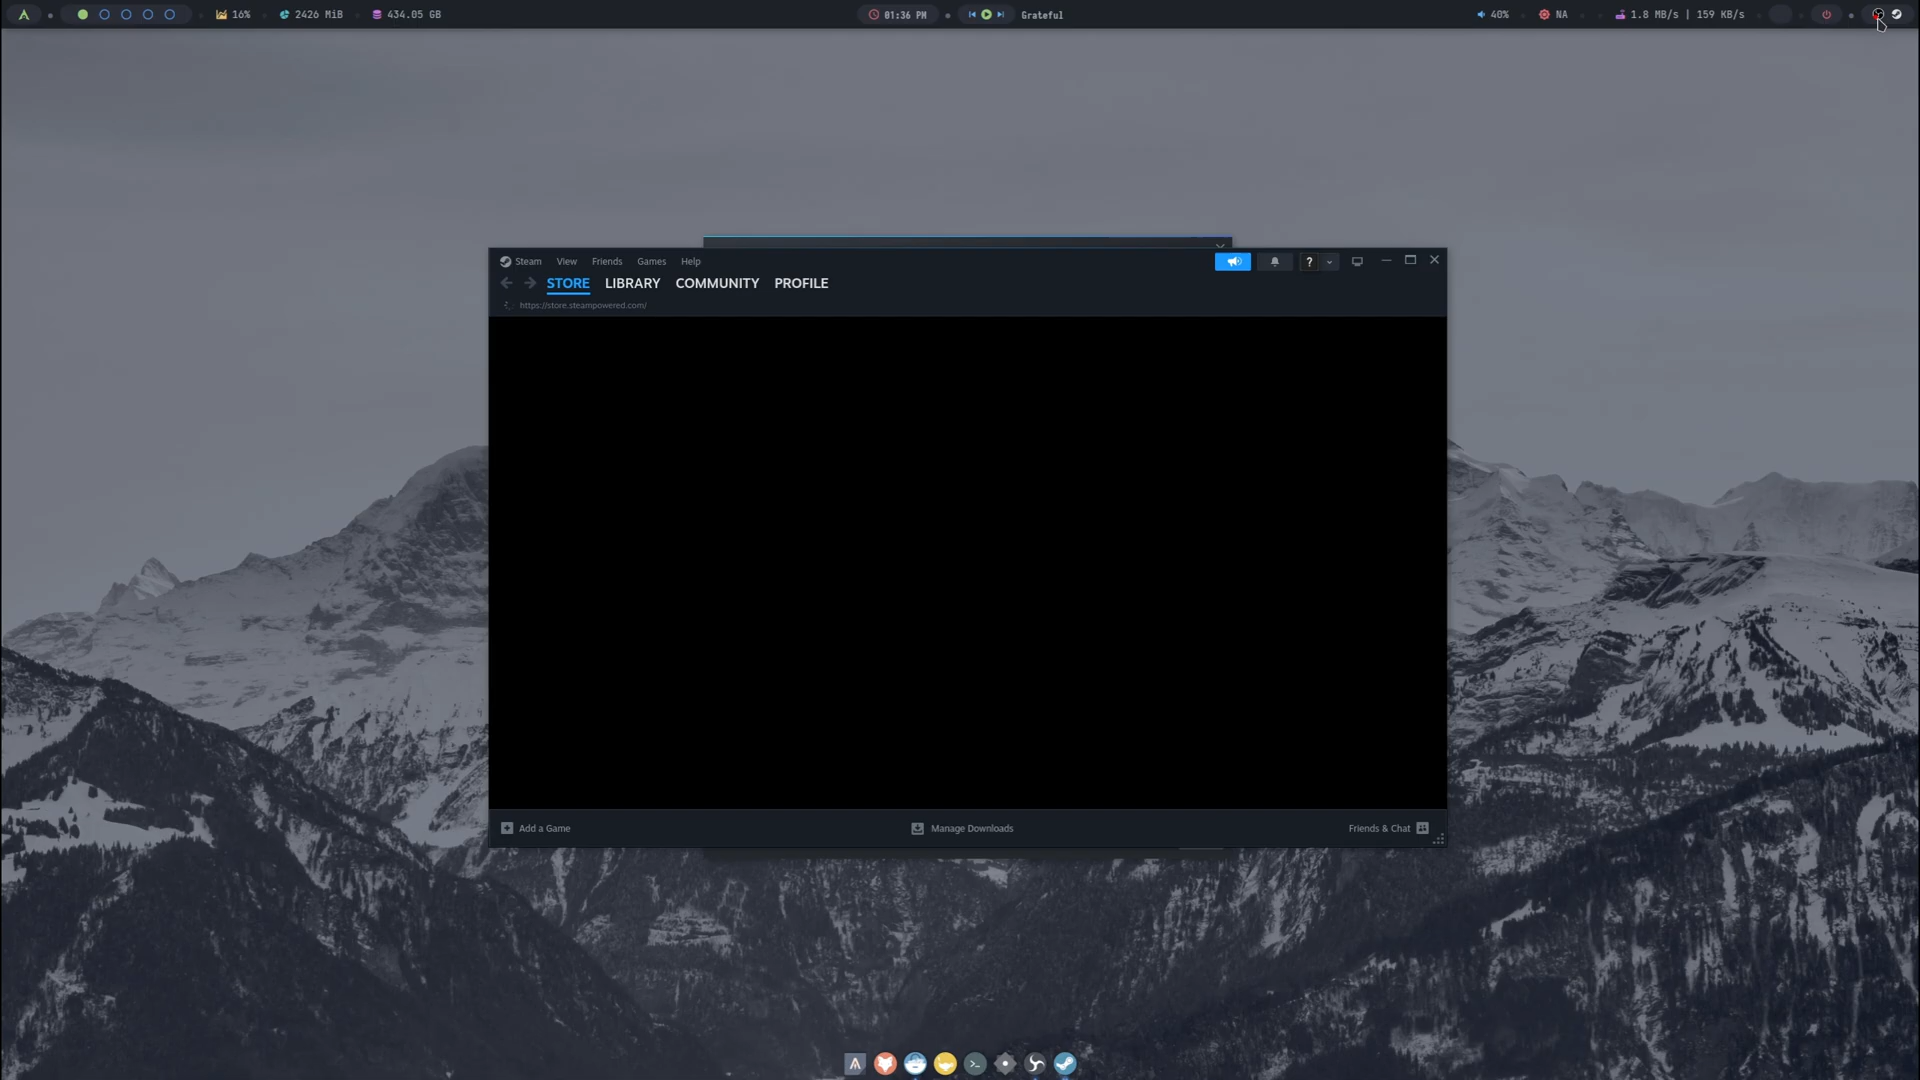 16% 2426 MiB 434.05 GB 01:36 PM Grateful 40% NA 1.8 MB/s | 159 KB/s
Steam View Friends Games Help ?
STORE LIBRARY COMMUNITY PROFILE
https://store.steampowered.com/
Add a Game Manage Downloads Friends & Chat